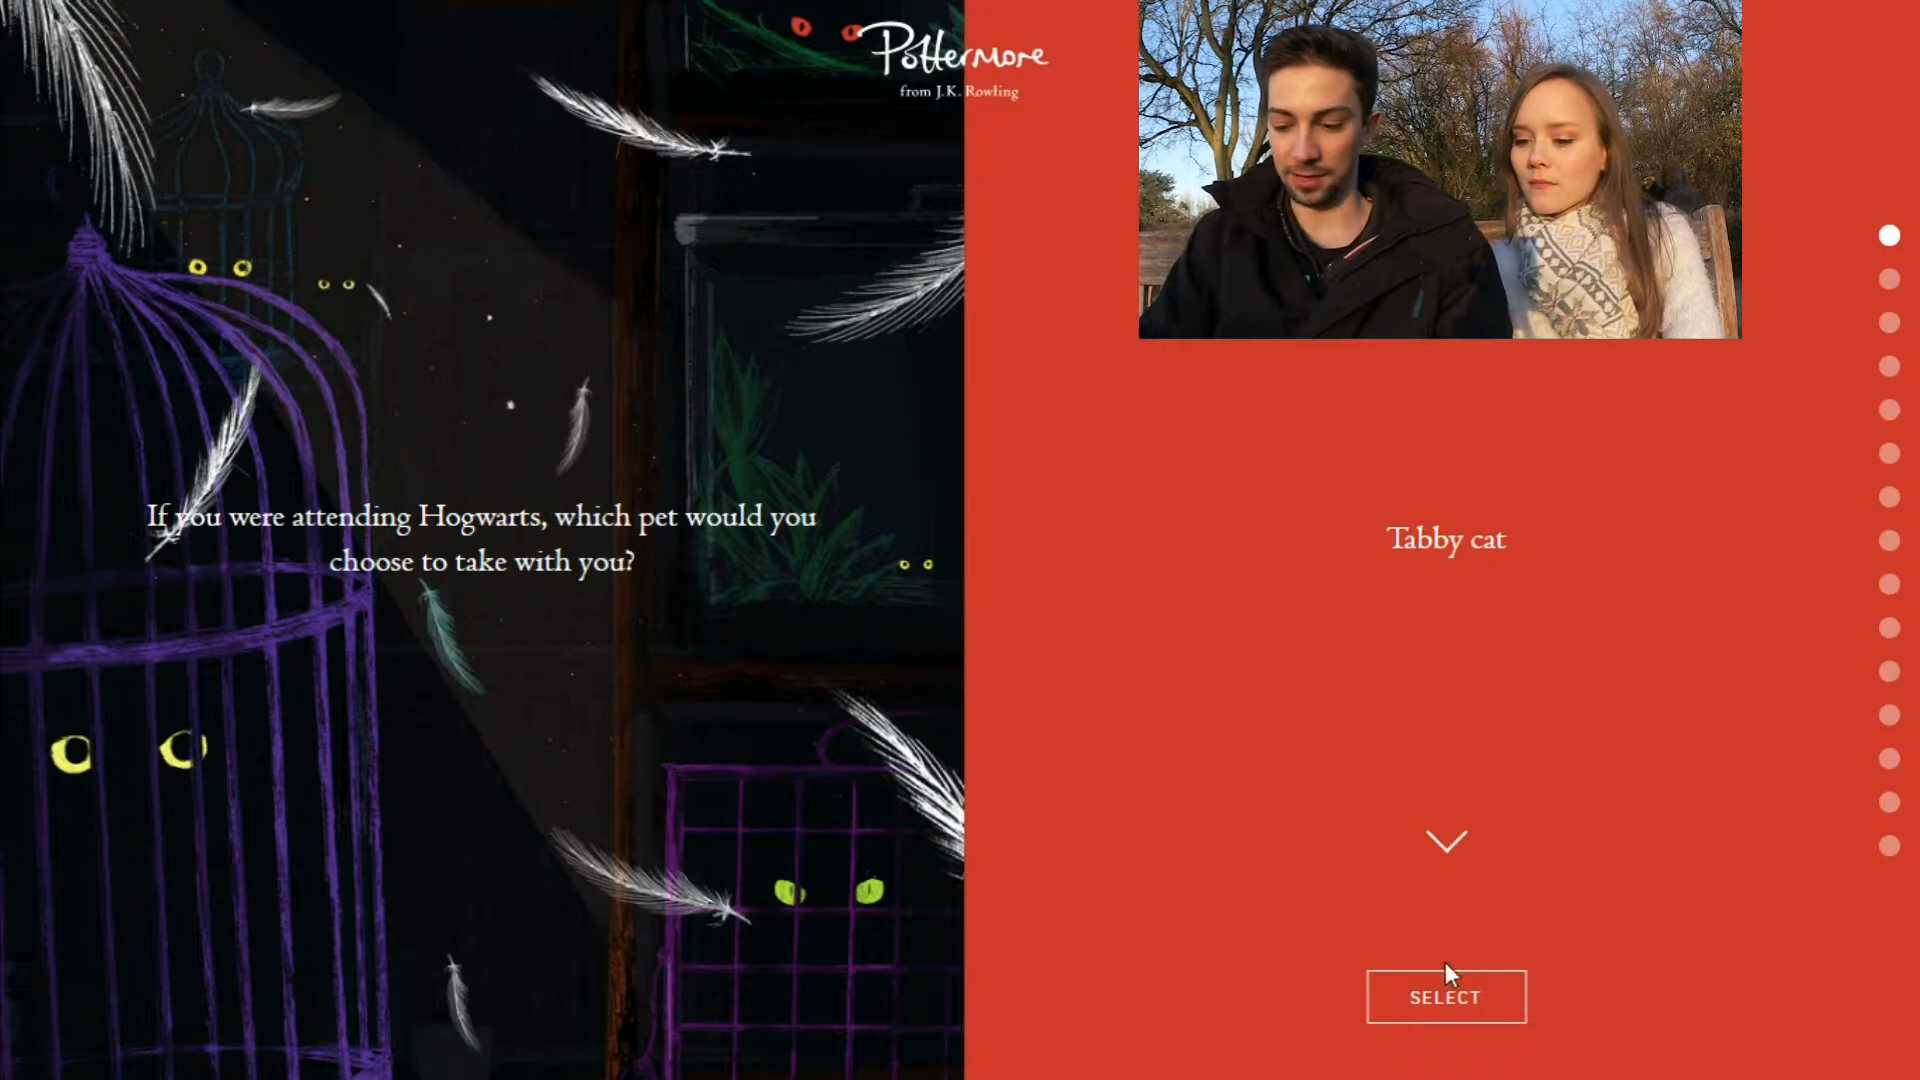 Pottermore
from J.K. Rowling
If you were attending Hogwarts, which pet would you
choose to take with you?
Tabby cat
SELECT